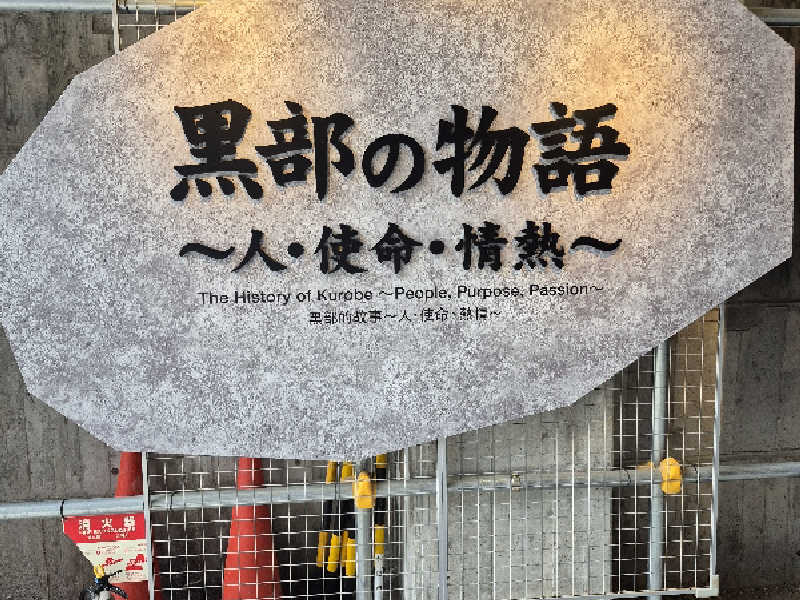 黒部の物語
～人・使命・情熱～
The History of Kurobe ～People, Purpose, Passion～
黒部的故事～人・使命・熱情～
消火器